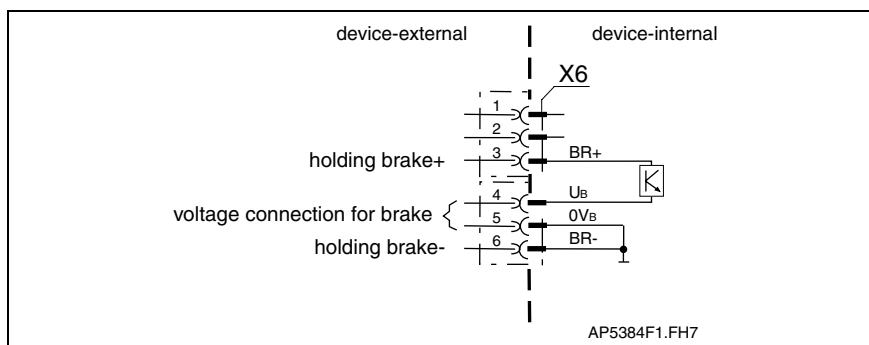 device-external
device-internal
X6
1
2
holding brake+ 3 BR+
4 UB
voltage connection for brake
5 0VB
holding brake- 6 BR-
AP5384F1.FH7